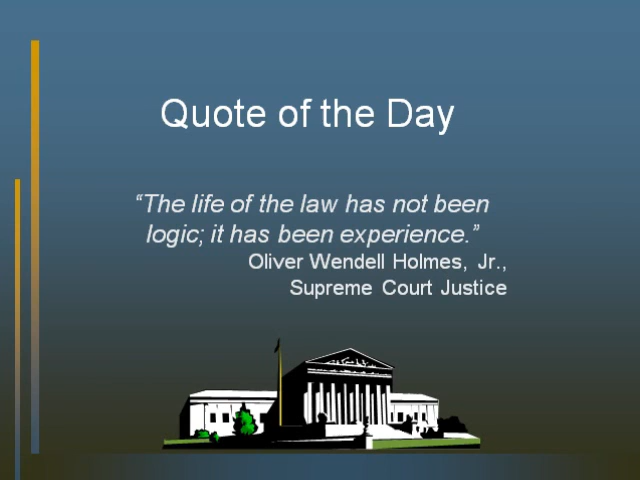 Quote of the Day
“The life of the law has not been
logic; it has been experience.”
Oliver Wendell Holmes, Jr.,
Supreme Court Justice